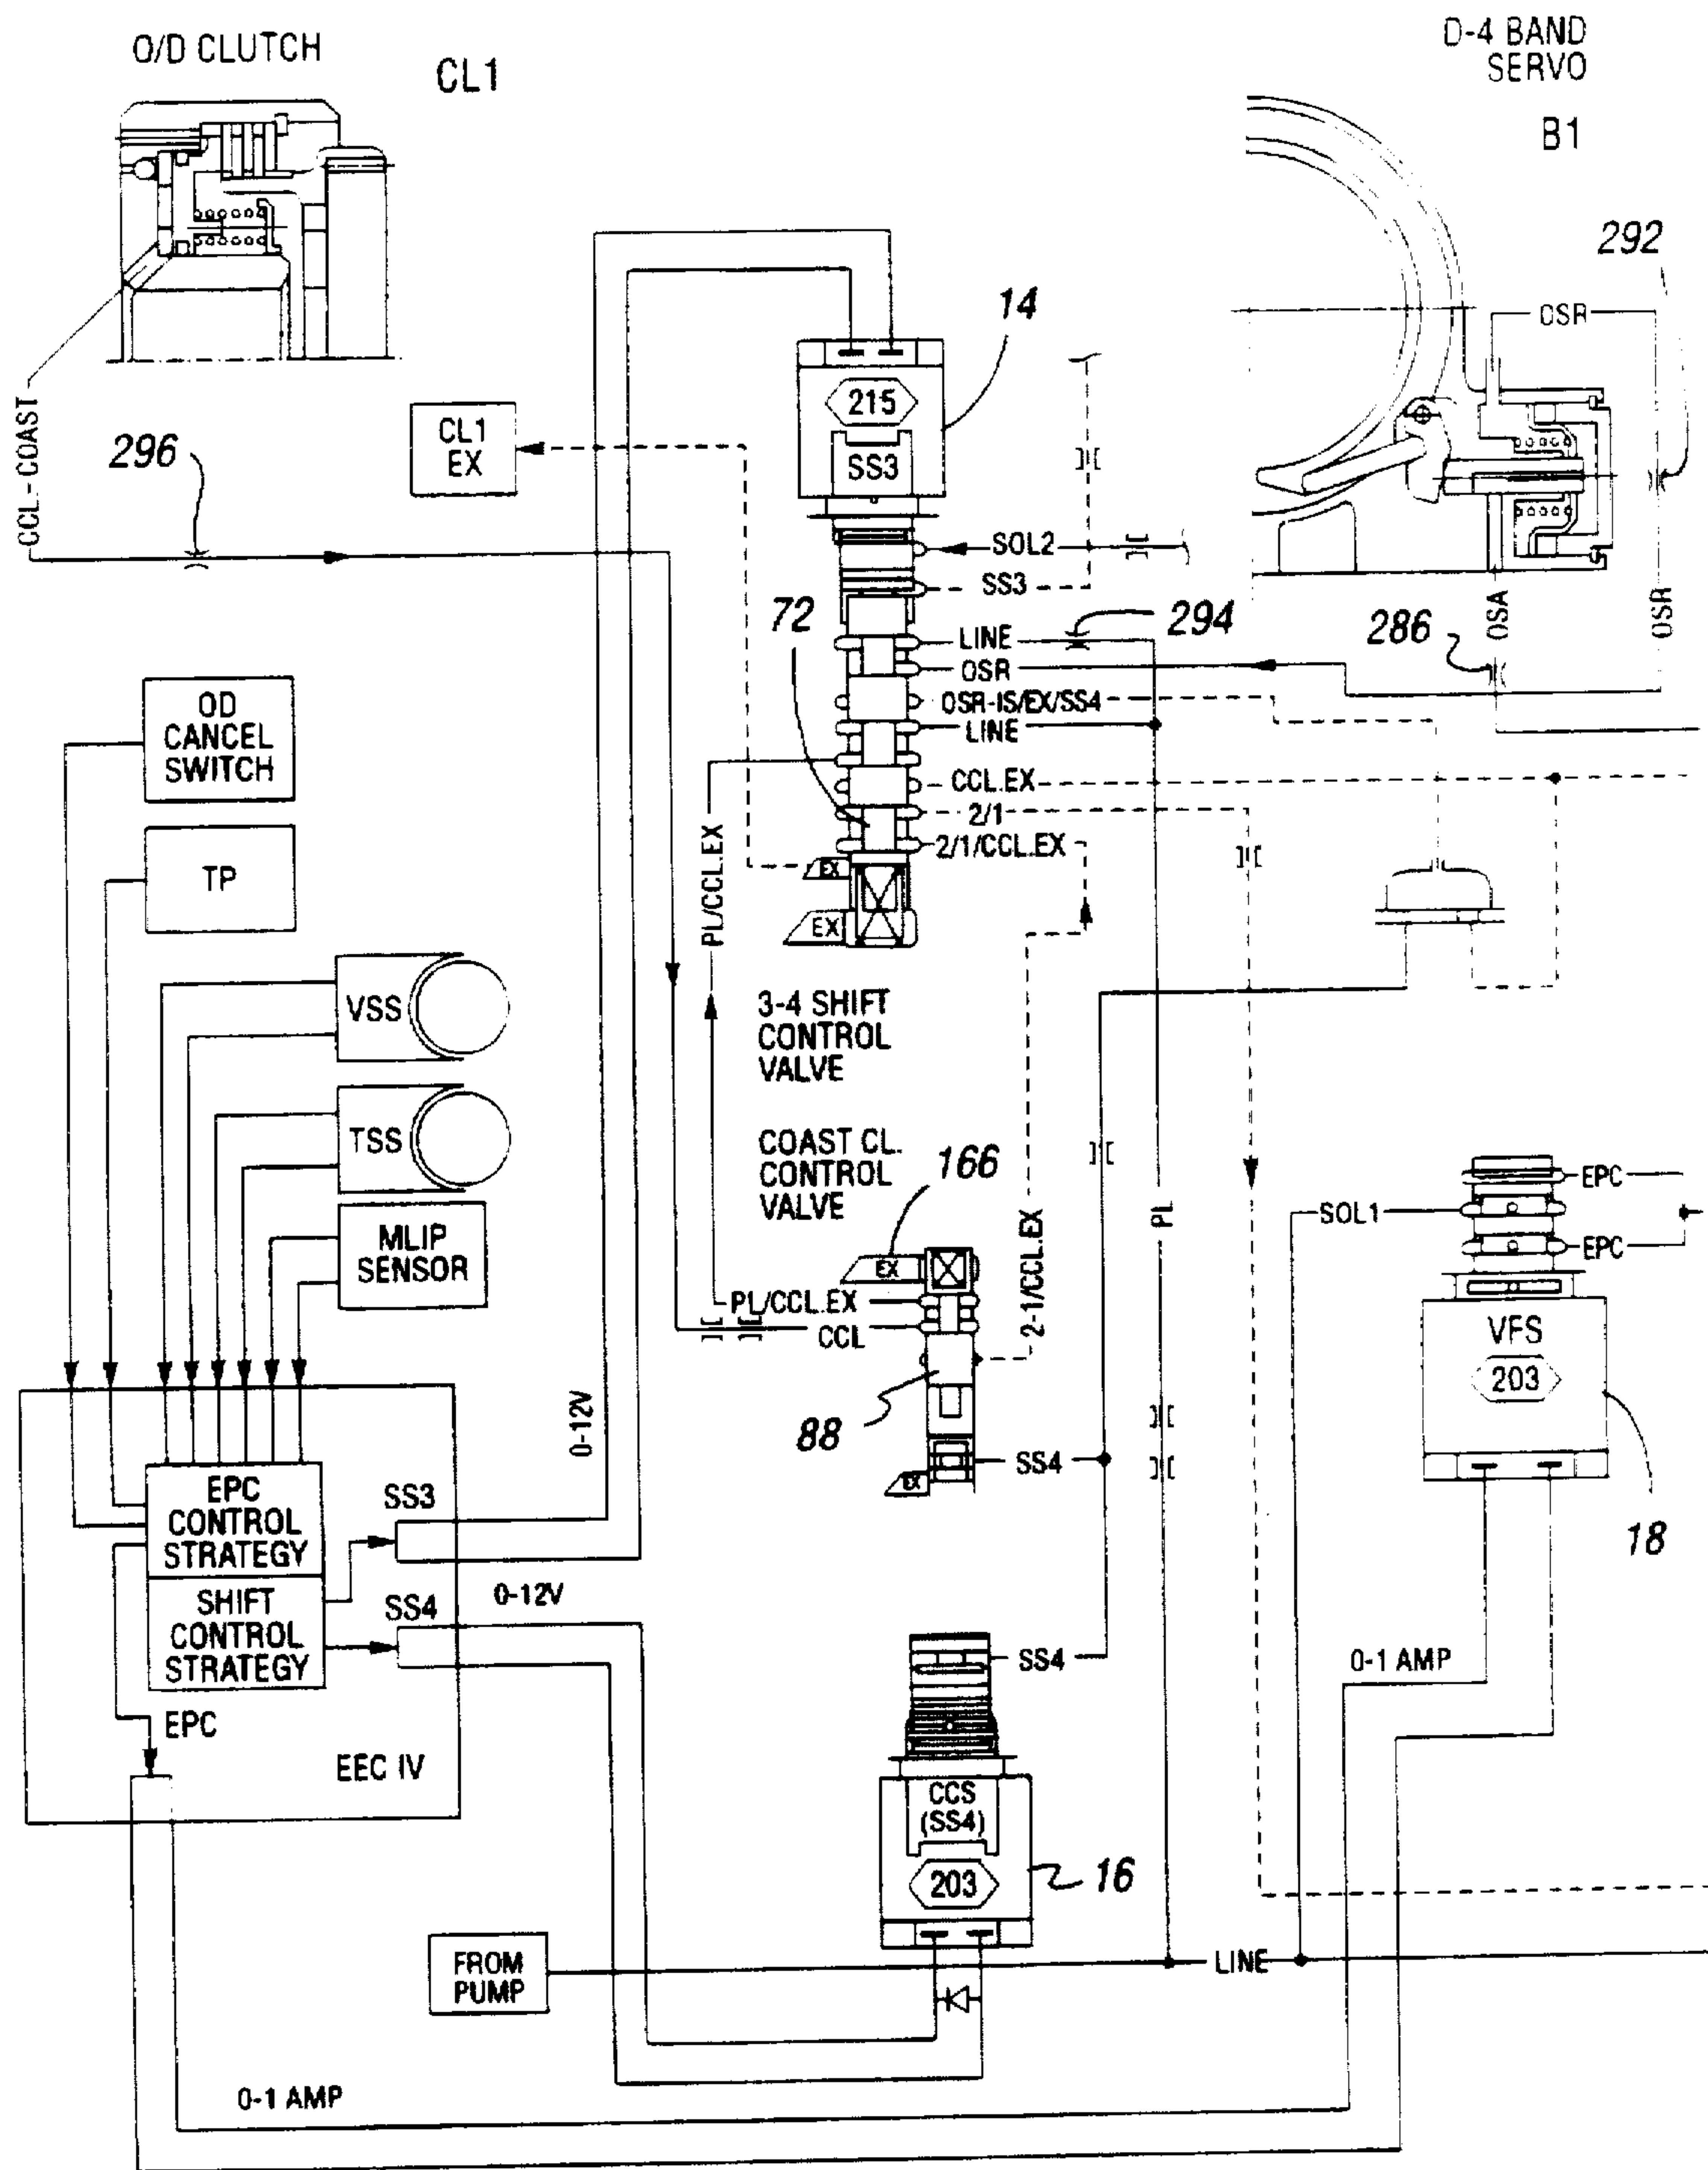 O/D CLUTCH
CL1
D-4 BAND
SERVO
B1
292
OSR
14
215
SS3
CL1
EX
CCL-COAST
296
SOL2
SS3
72
294
LINE
OSR
OSR-IS/EX/SS4
LINE
286
OSA
OSR
OD
CANCEL
SWITCH
CCL.EX
2/1
2/1/CCL.EX
TP
EX
EX
PL/CCL.EX
VSS
3-4 SHIFT
CONTROL
VALVE
TSS
COAST CL.
CONTROL
VALVE
166
EX
PL
2-1/CCL.EX
EPC
SOL1
EPC
MLIP
SENSOR
PL/CCL.EX
CCL
VFS
203
88
0-12V
SS4
EX
18
EPC
CONTROL
STRATEGY
SS3
SHIFT
CONTROL
STRATEGY
SS4
0-12V
SS4
0-1 AMP
EPC
EEC IV
CCS
(SS4)
203
16
FROM
PUMP
LINE
0-1 AMP